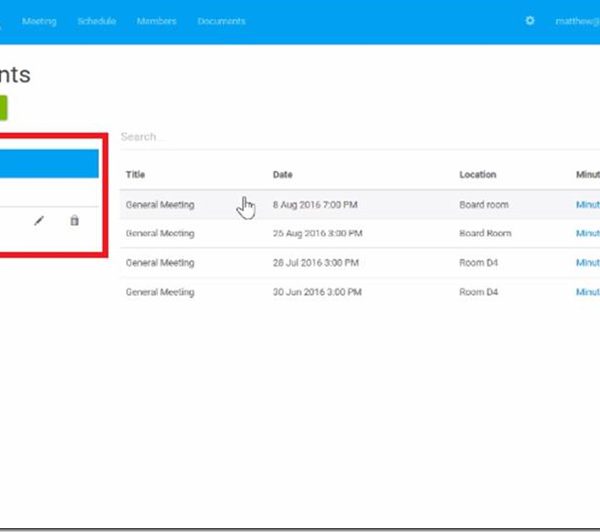 Meeting Schedule Members Documents matthew@
nts
Search...
Title Date Location Minut
General Meeting 8 Aug 2016 7:00 PM Board room Minut
General Meeting 25 Aug 2016 3:00 PM Board Room Minut
General Meeting 28 Jul 2016 3:00 PM Room D4 Minut
General Meeting 30 Jun 2016 3:00 PM Room D4 Minut